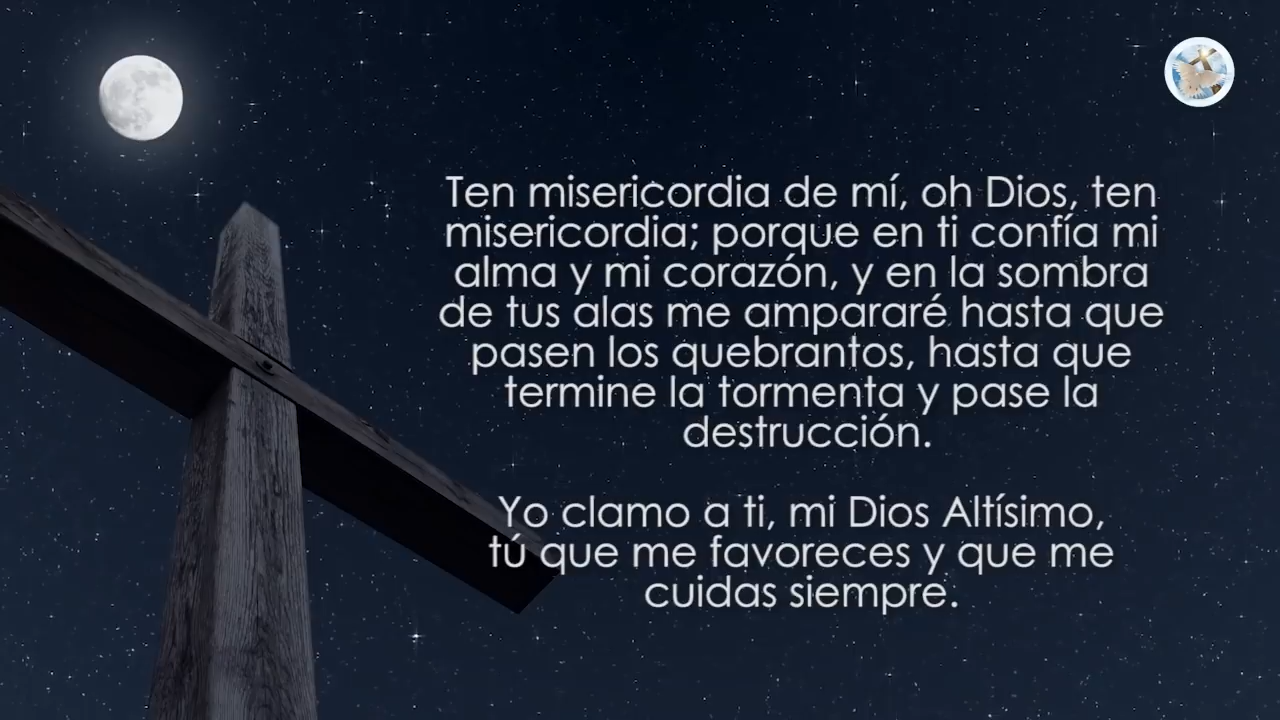 Ten misericordia de mí, oh Dios, ten
misericordia; porque en ti confía mi
alma y mi corazón, y en la sombra
de tus alas me ampararé hasta que
pasen los quebrantos, hasta que
termine la tormenta y pase la
destrucción.
Yo clamo a ti, mi Dios Altísimo,
tú que me favoreces y que me
cuidas siempre.